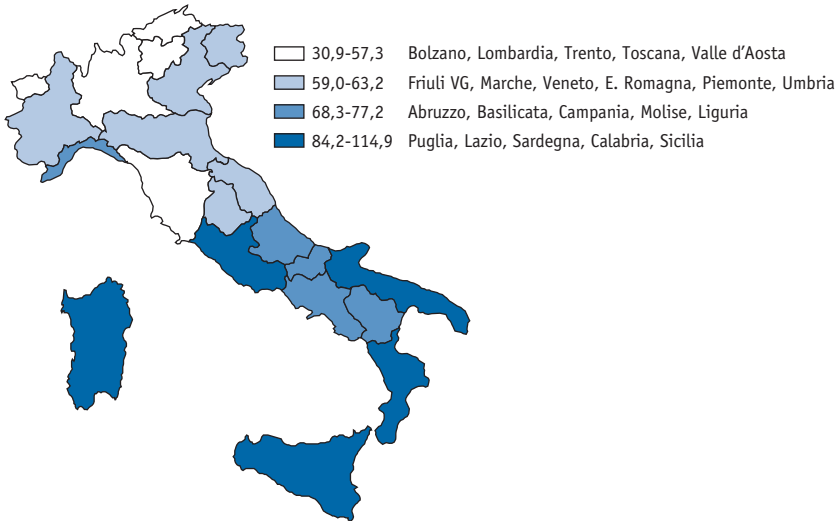 30,9-57,3 Bolzano, Lombardia, Trento, Toscana, Valle d’Aosta
59,0-63,2 Friuli VG, Marche, Veneto, E. Romagna, Piemonte, Umbria
68,3-77,2 Abruzzo, Basilicata, Campania, Molise, Liguria
84,2-114,9 Puglia, Lazio, Sardegna, Calabria, Sicilia